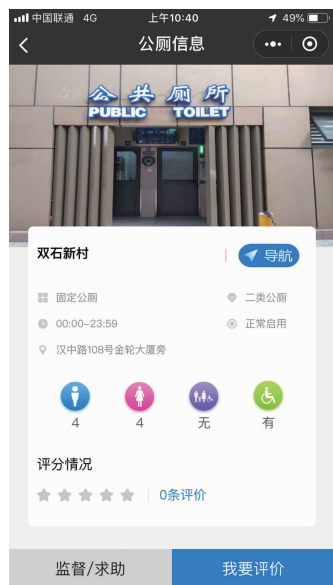 中国联通 4G 上午10:40 49%
公厕信息
公共厕所
PUBLIC TOILET
双石新村
导航
固定公厕 二类公厕
00:00-23:59 正常启用
汉中路108号金轮大厦旁
4 4 无 有
评分情况
0条评价
监督/求助 我要评价